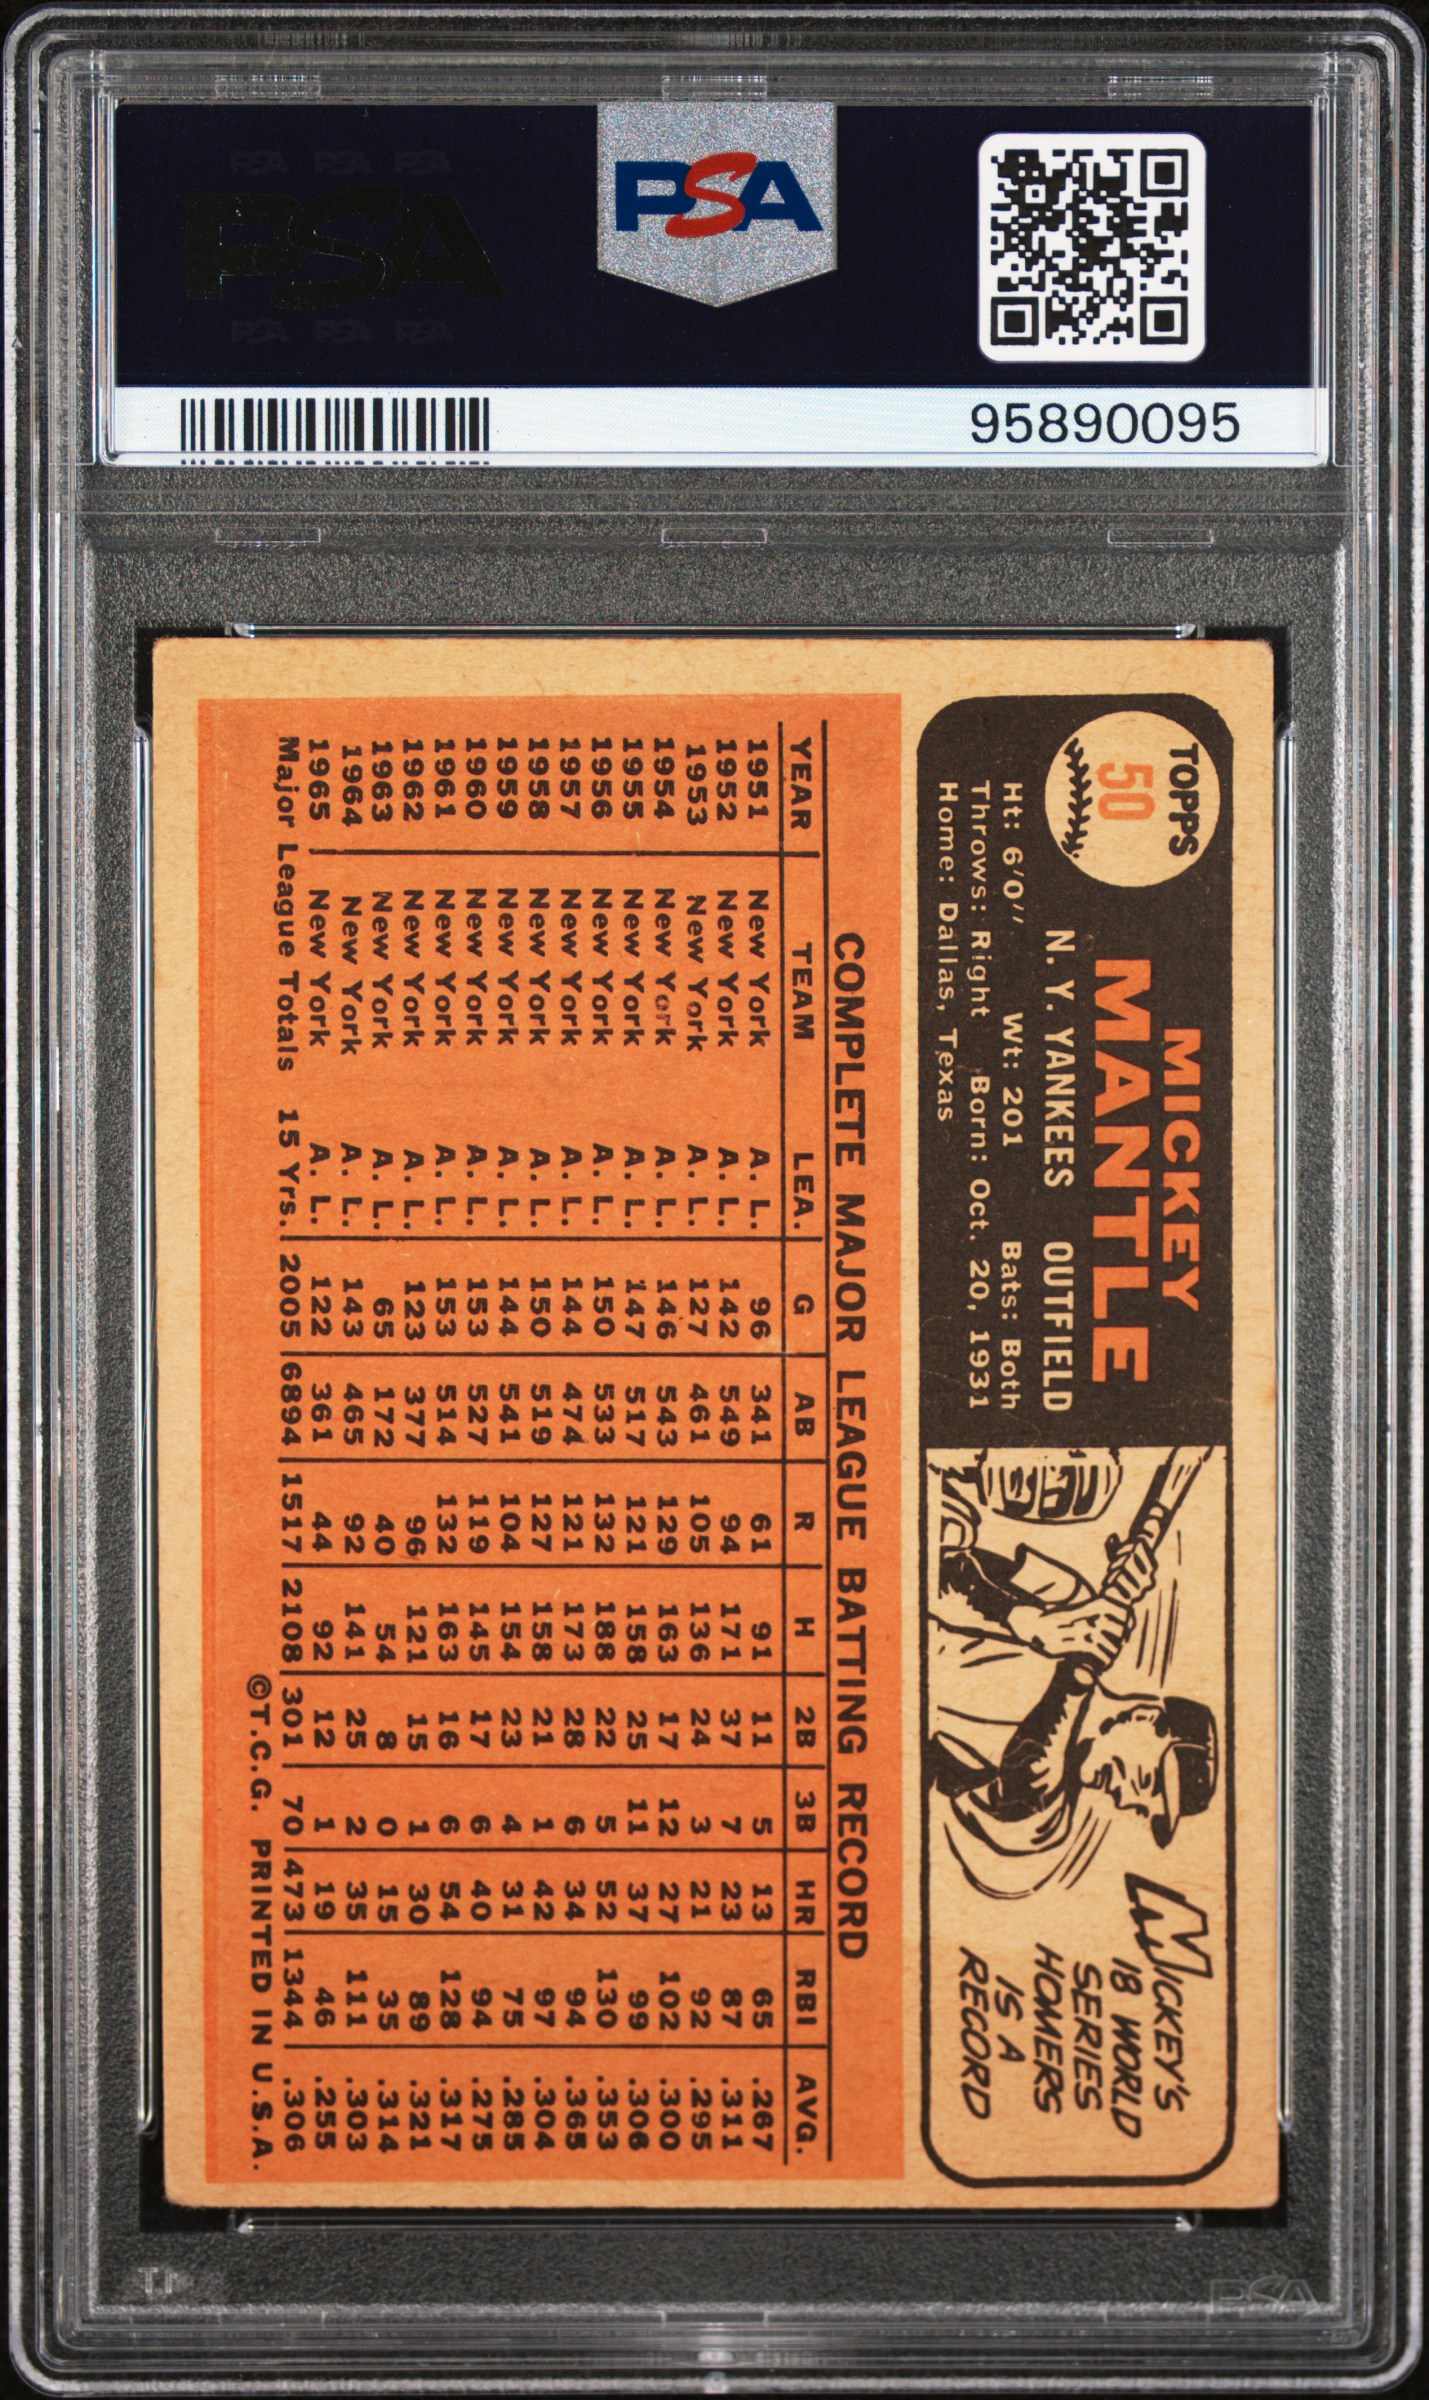 PSA PSA PSA
PSA
PSA PSA PSA
PSA
95890095
TOPPS
50
MICKEY
MANTLE
N. Y. YANKEES OUTFIELD
Ht: 6'0'' Wt: 201 Bats: Both
Throws: Right Born: Oct. 20, 1931
Home: Dallas, Texas
MICKEY'S
18 WORLD
SERIES
HOMERS
IS A
RECORD
COMPLETE MAJOR LEAGUE BATTING RECORD
YEAR TEAM LEA. G AB R H 2B 3B HR RBI AVG.
1951 New York A. L. 96 341 61 91 11 5 13 65 .267
1952 New York A. L. 142 549 94 171 37 7 23 87 .311
1953 New York A. L. 127 461 105 136 24 3 21 92 .295
1954 New York A. L. 146 543 129 163 17 12 27 102 .300
1955 New York A. L. 147 517 121 158 25 11 37 99 .306
1956 New York A. L. 150 533 132 188 22 5 52 130 .353
1957 New York A. L. 144 474 121 173 28 6 34 94 .365
1958 New York A. L. 150 519 127 158 21 1 42 97 .304
1959 New York A. L. 144 541 104 154 23 4 31 75 .285
1960 New York A. L. 153 527 119 145 17 6 40 94 .275
1961 New York A. L. 153 514 132 163 16 6 54 128 .317
1962 New York A. L. 123 377 96 121 15 1 30 89 .321
1963 New York A. L. 65 172 40 54 8 0 15 35 .314
1964 New York A. L. 143 465 92 141 25 2 35 111 .303
1965 New York A. L. 122 361 44 92 12 1 19 46 .255
Major League Totals 15 Yrs. 2005 6894 1517 2108 301 70 473 1344 .306
©T.C.G. PRINTED IN U.S.A.
PSA